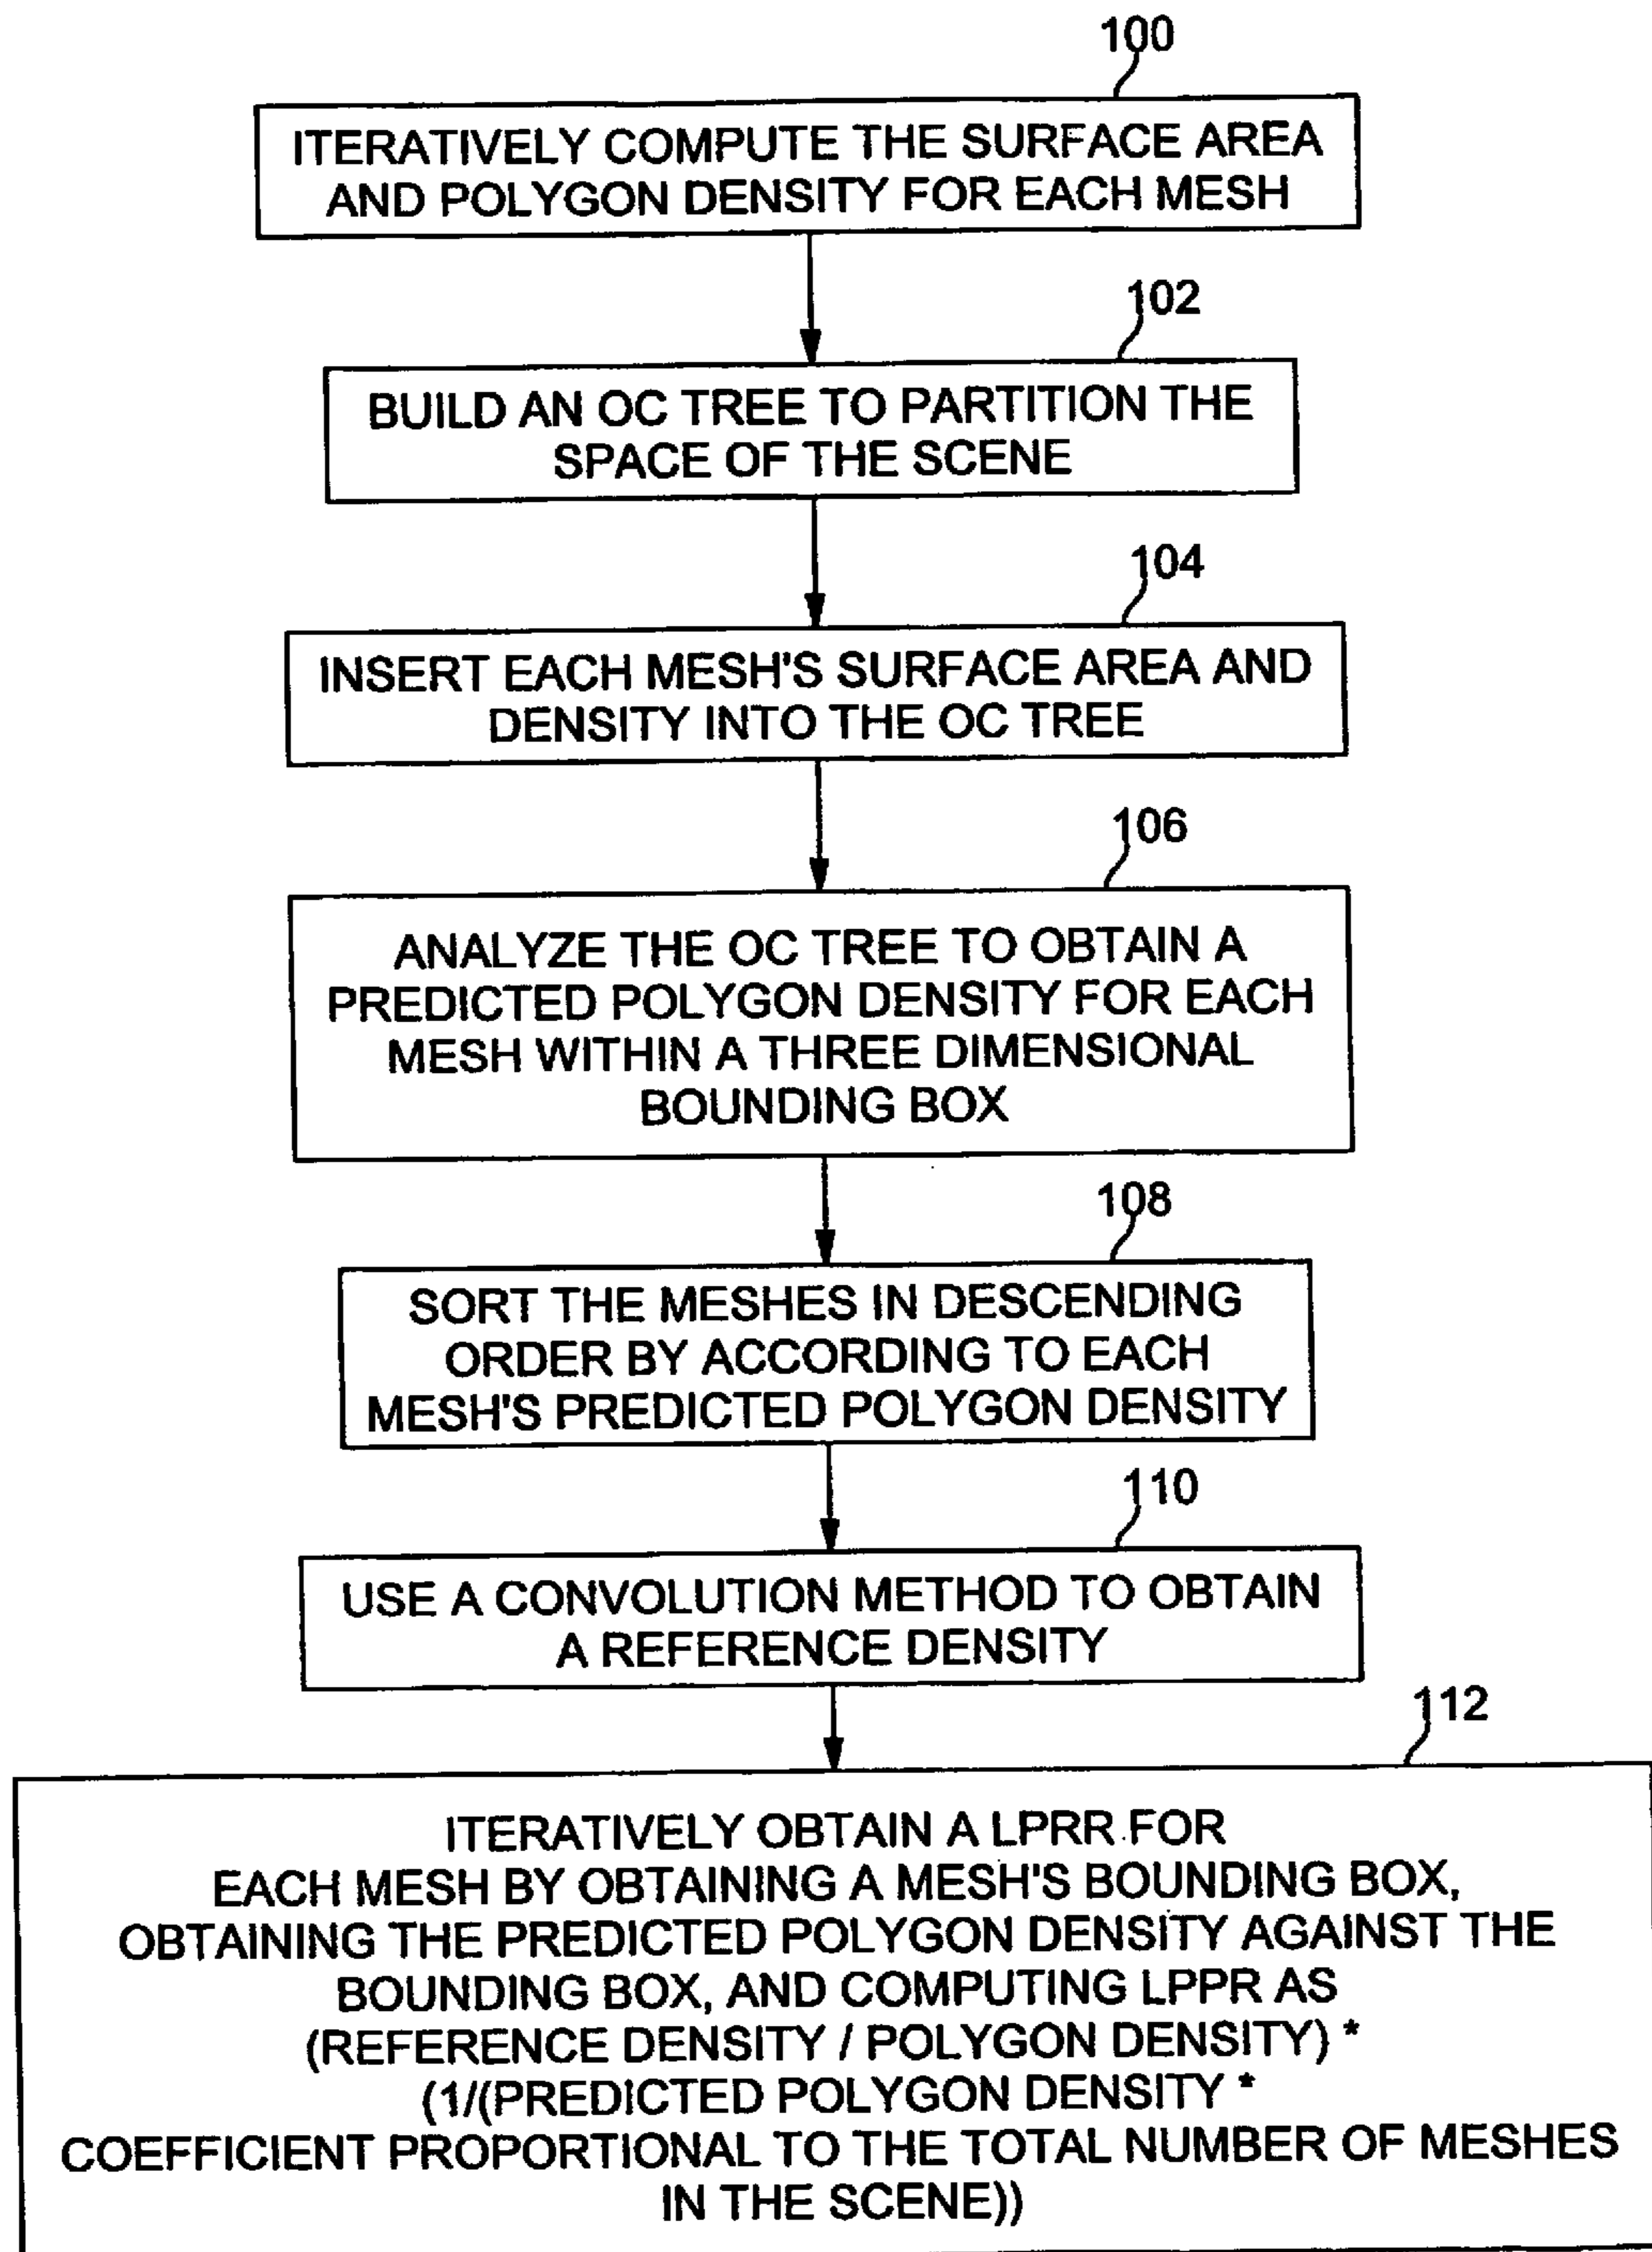 100
ITERATIVELY COMPUTE THE SURFACE AREA
AND POLYGON DENSITY FOR EACH MESH
102
BUILD AN OC TREE TO PARTITION THE
SPACE OF THE SCENE
104
INSERT EACH MESH'S SURFACE AREA AND
DENSITY INTO THE OC TREE
106
ANALYZE THE OC TREE TO OBTAIN A
PREDICTED POLYGON DENSITY FOR EACH
MESH WITHIN A THREE DIMENSIONAL
BOUNDING BOX
108
SORT THE MESHES IN DESCENDING
ORDER BY ACCORDING TO EACH
MESH'S PREDICTED POLYGON DENSITY
110
USE A CONVOLUTION METHOD TO OBTAIN
A REFERENCE DENSITY
112
ITERATIVELY OBTAIN A LPRR FOR
EACH MESH BY OBTAINING A MESH'S BOUNDING BOX,
OBTAINING THE PREDICTED POLYGON DENSITY AGAINST THE
BOUNDING BOX, AND COMPUTING LPPR AS
(REFERENCE DENSITY / POLYGON DENSITY) *
(1/(PREDICTED POLYGON DENSITY *
COEFFICIENT PROPORTIONAL TO THE TOTAL NUMBER OF MESHES
IN THE SCENE))